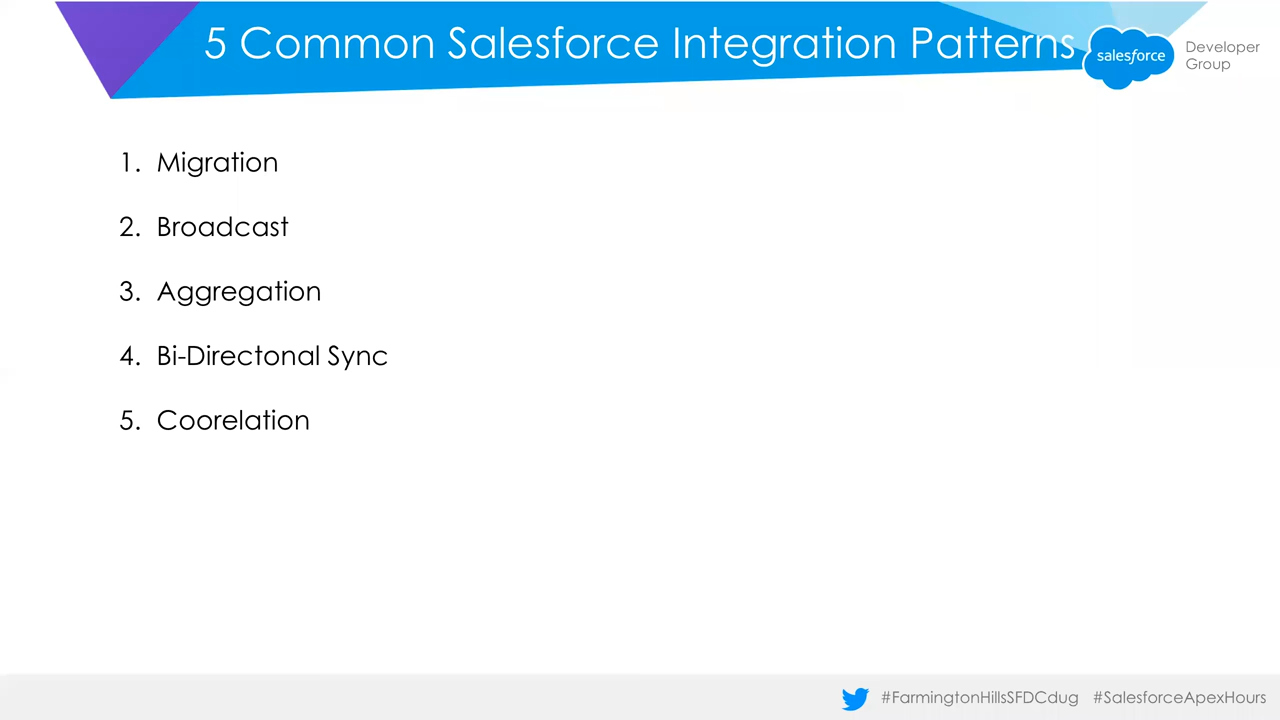 5 Common Salesforce Integration Patterns
salesforce
Developer
Group
1. Migration
2. Broadcast
3. Aggregation
4. Bi-Directonal Sync
5. Coorelation
#FarmingtonHillsSFDCdug #SalesforceApexHours